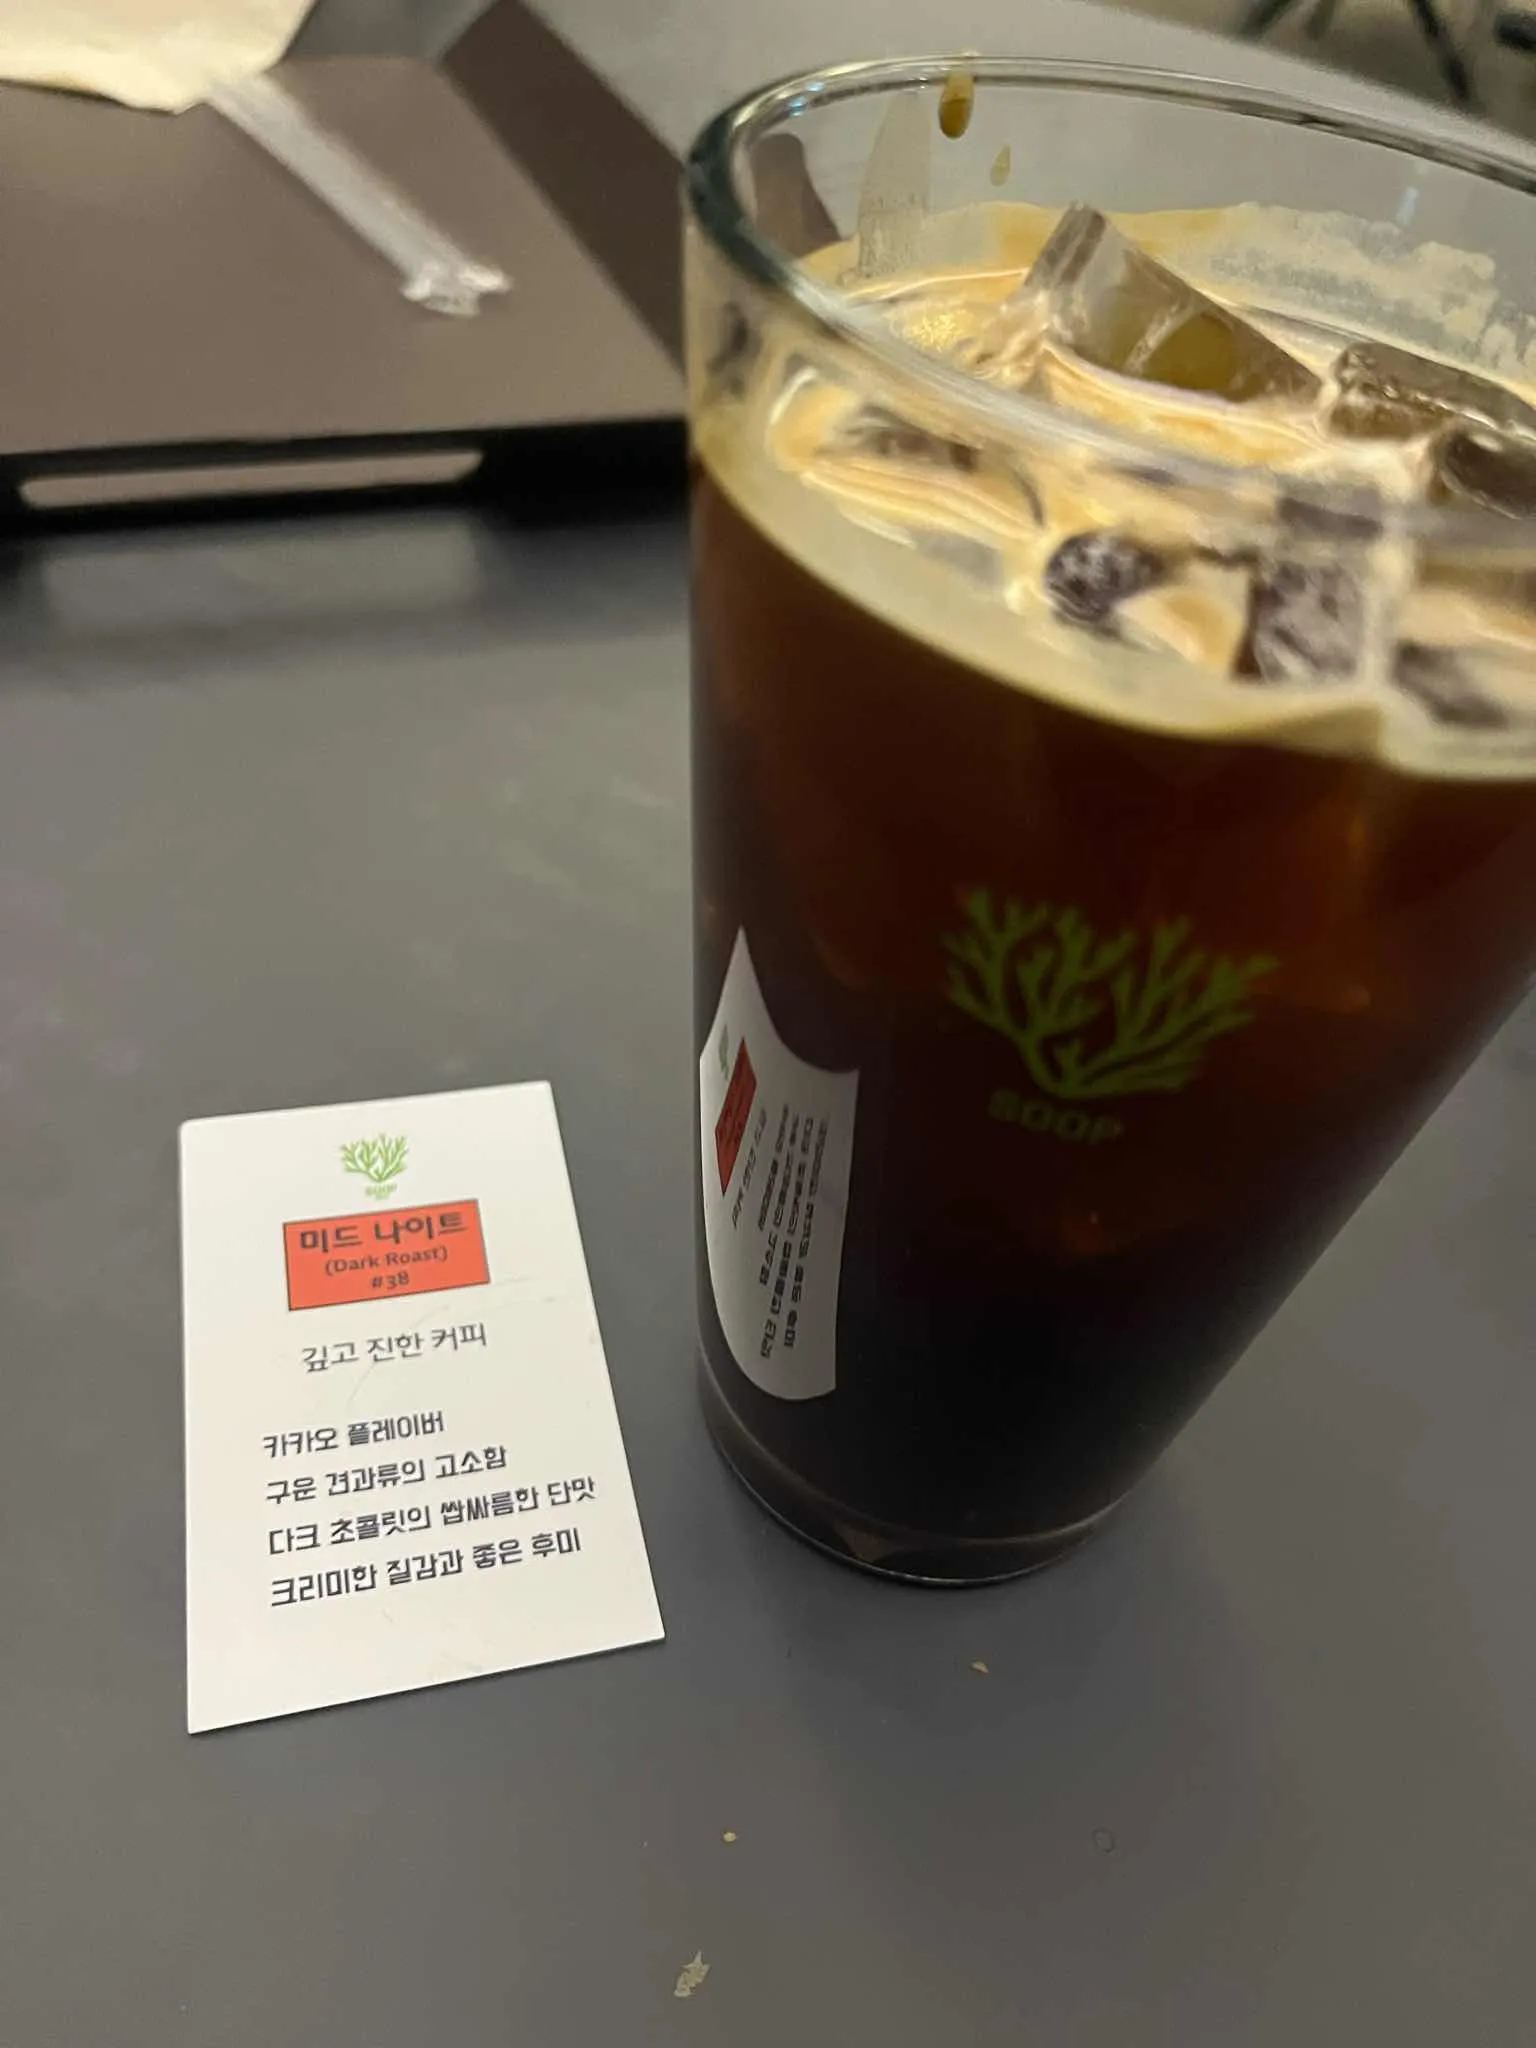 SOOP
미드 나이트
(Dark Roast)
#38
깊고 진한 커피
카카오 플레이버
구운 견과류의 고소함
다크 초콜릿의 쌉싸름한 단맛
크리미한 질감과 좋은 후미
SOOP